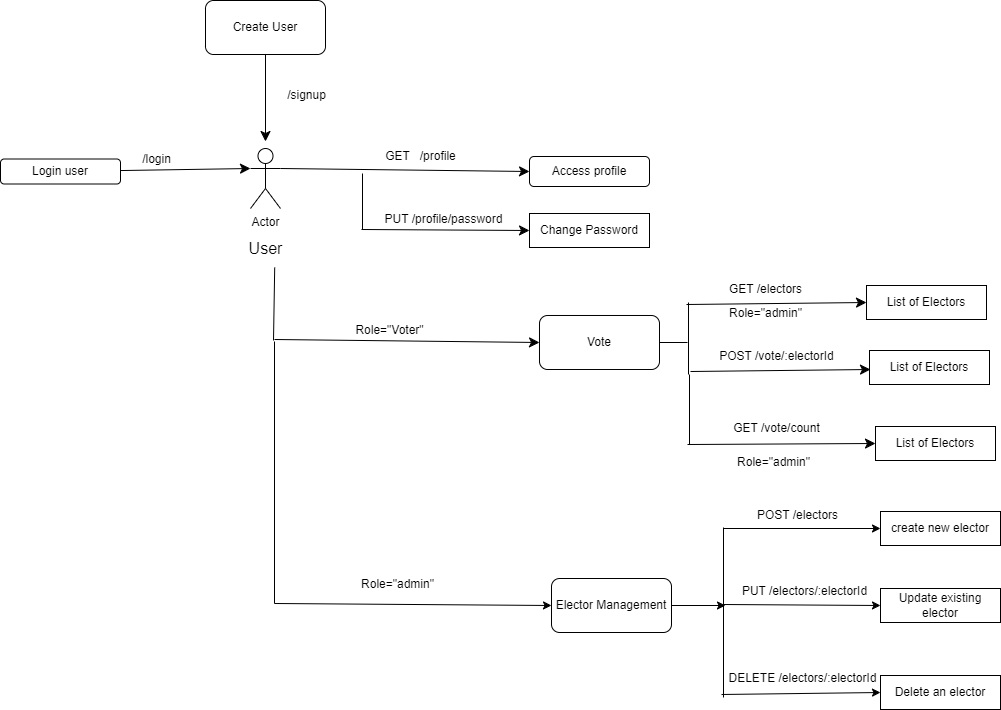 Create User
/signup
/login
Login user
GET /profile
Access profile
PUT /profile/password
Change Password
Actor
User
GET /electors
Role="admin"
List of Electors
Role="Voter"
Vote
POST /vote/:electorId
List of Electors
GET /vote/count
Role="admin"
List of Electors
POST /electors
create new elector
Role="admin"
Elector Management
PUT /electors/:electorId
Update existing
elector
DELETE /electors/:electorId
Delete an elector